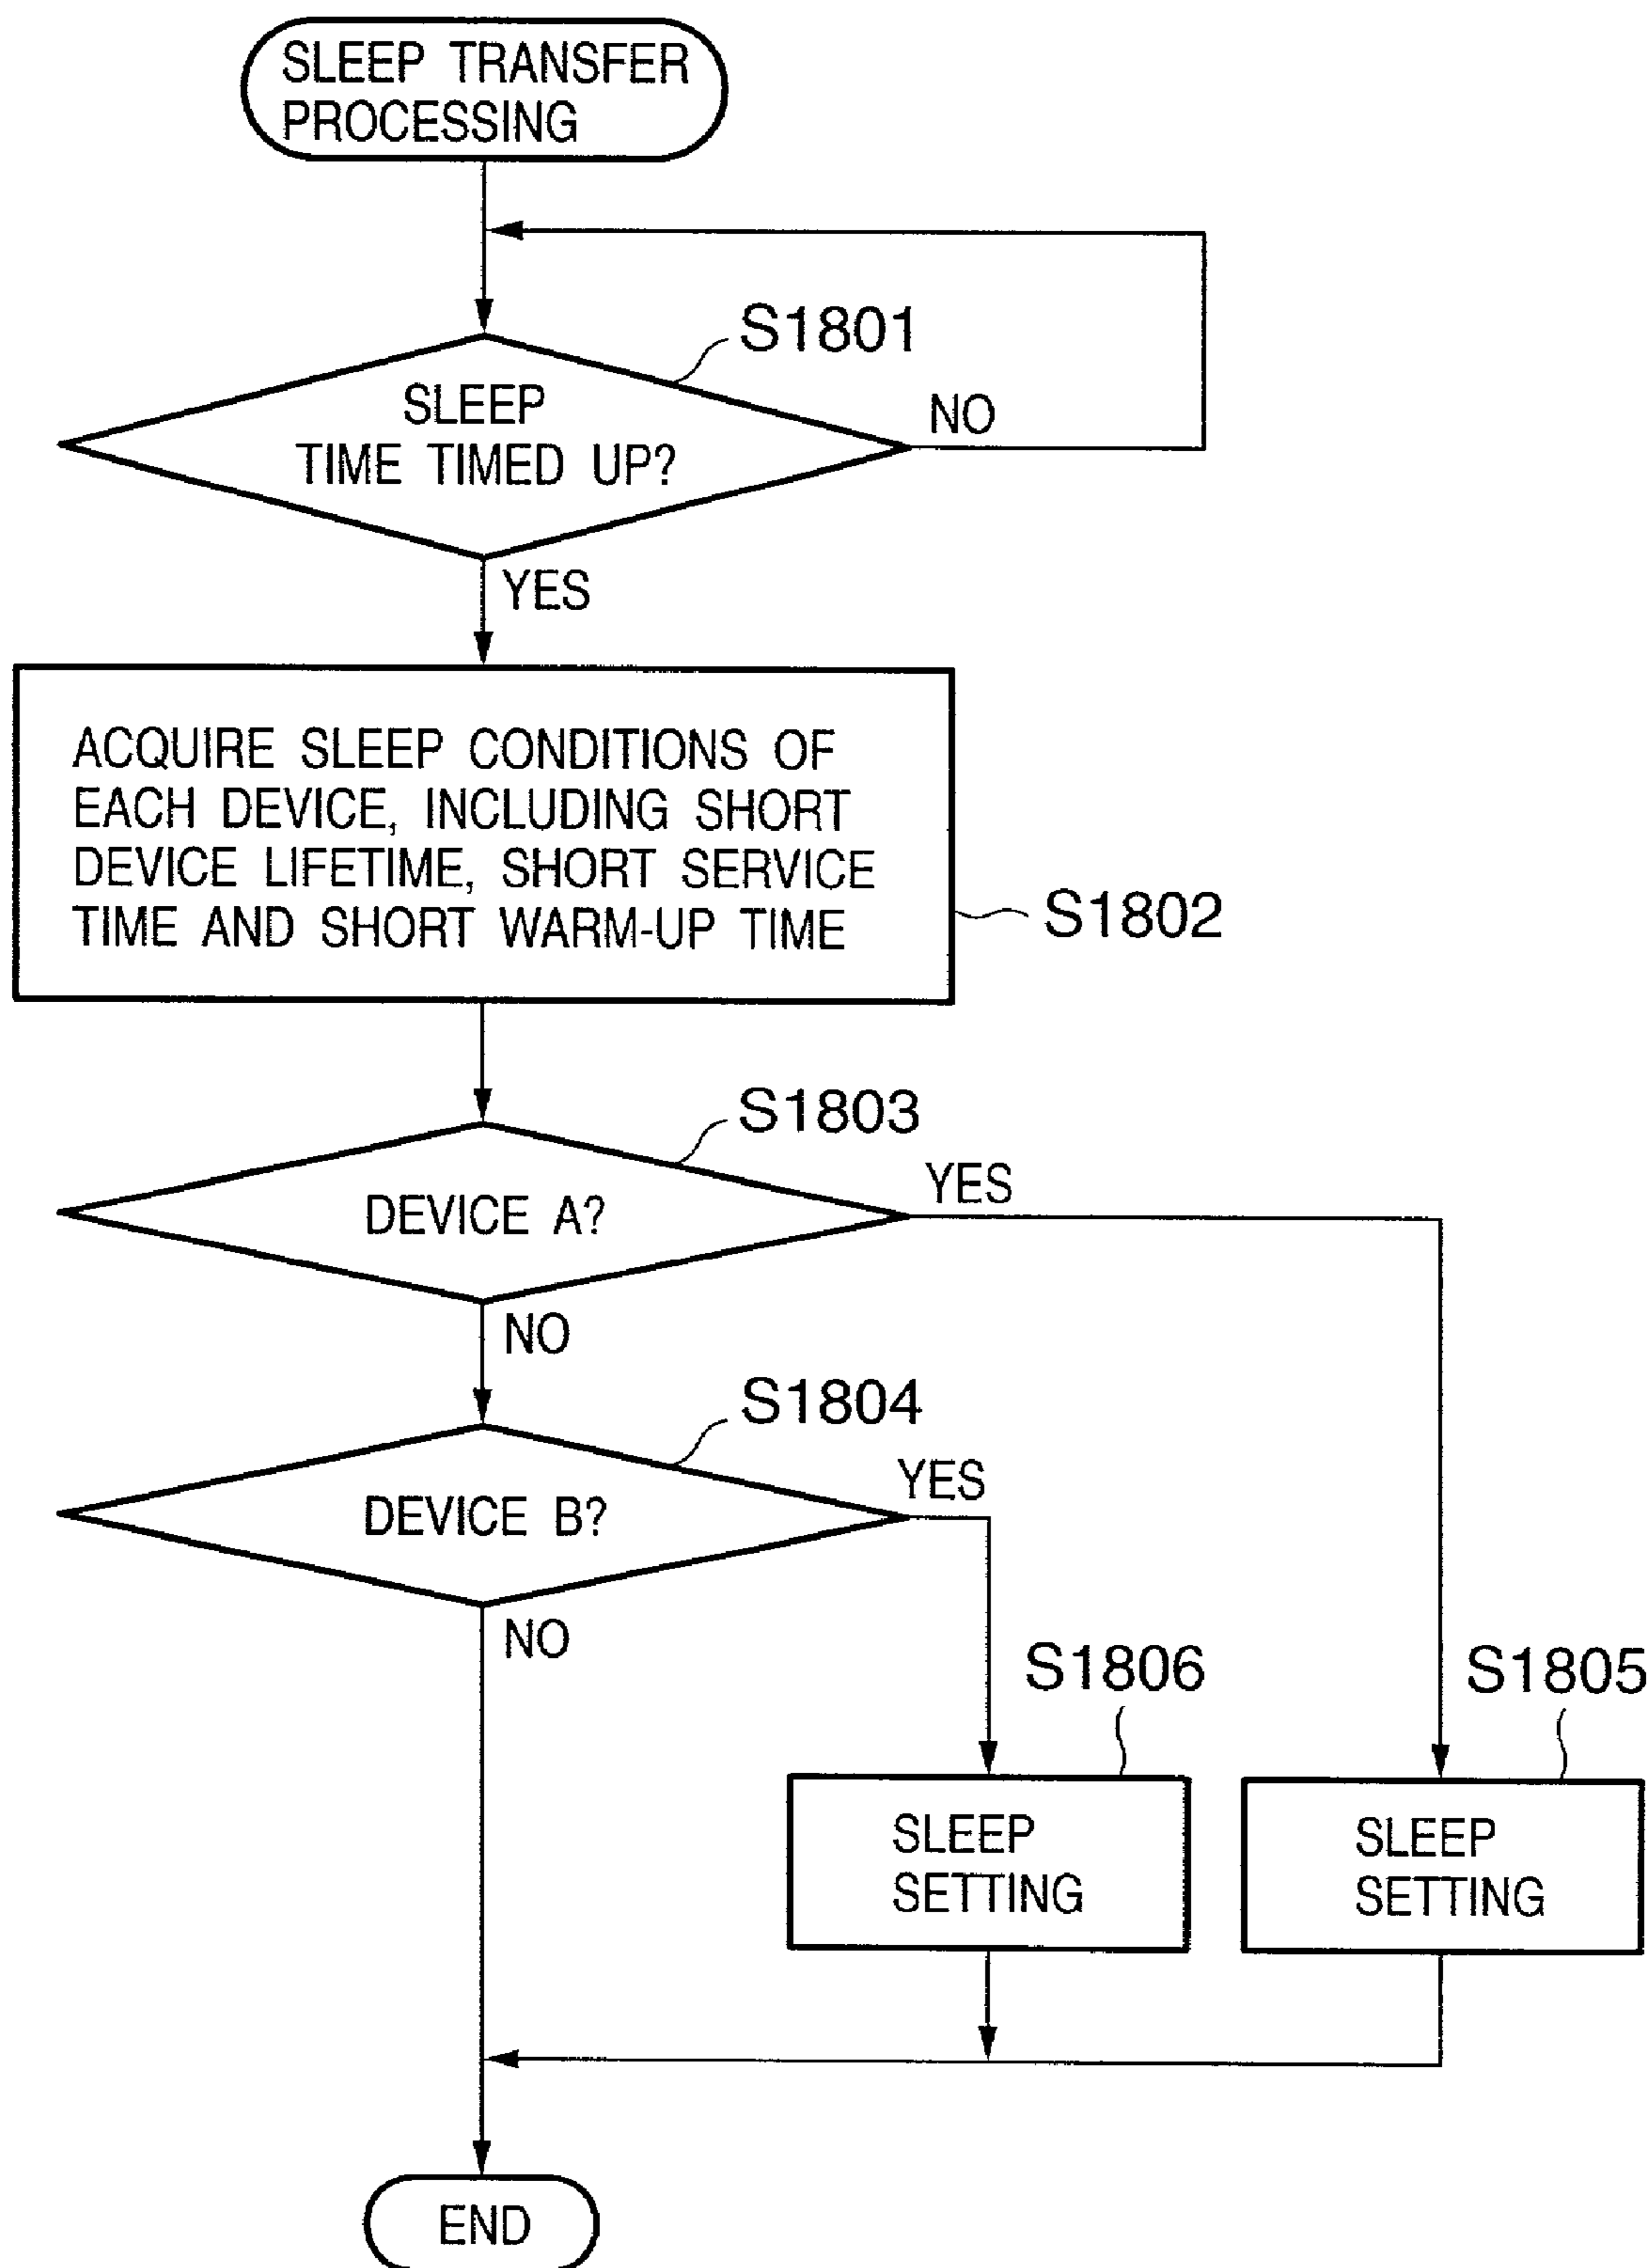 SLEEP TRANSFER
PROCESSING
S1801
SLEEP
TIME TIMED UP?
NO
YES
ACQUIRE SLEEP CONDITIONS OF
EACH DEVICE, INCLUDING SHORT
DEVICE LIFETIME, SHORT SERVICE
TIME AND SHORT WARM-UP TIME
S1802
S1803
DEVICE A?
YES
NO
S1804
DEVICE B?
YES
NO
S1806
S1805
SLEEP
SETTING
SLEEP
SETTING
END